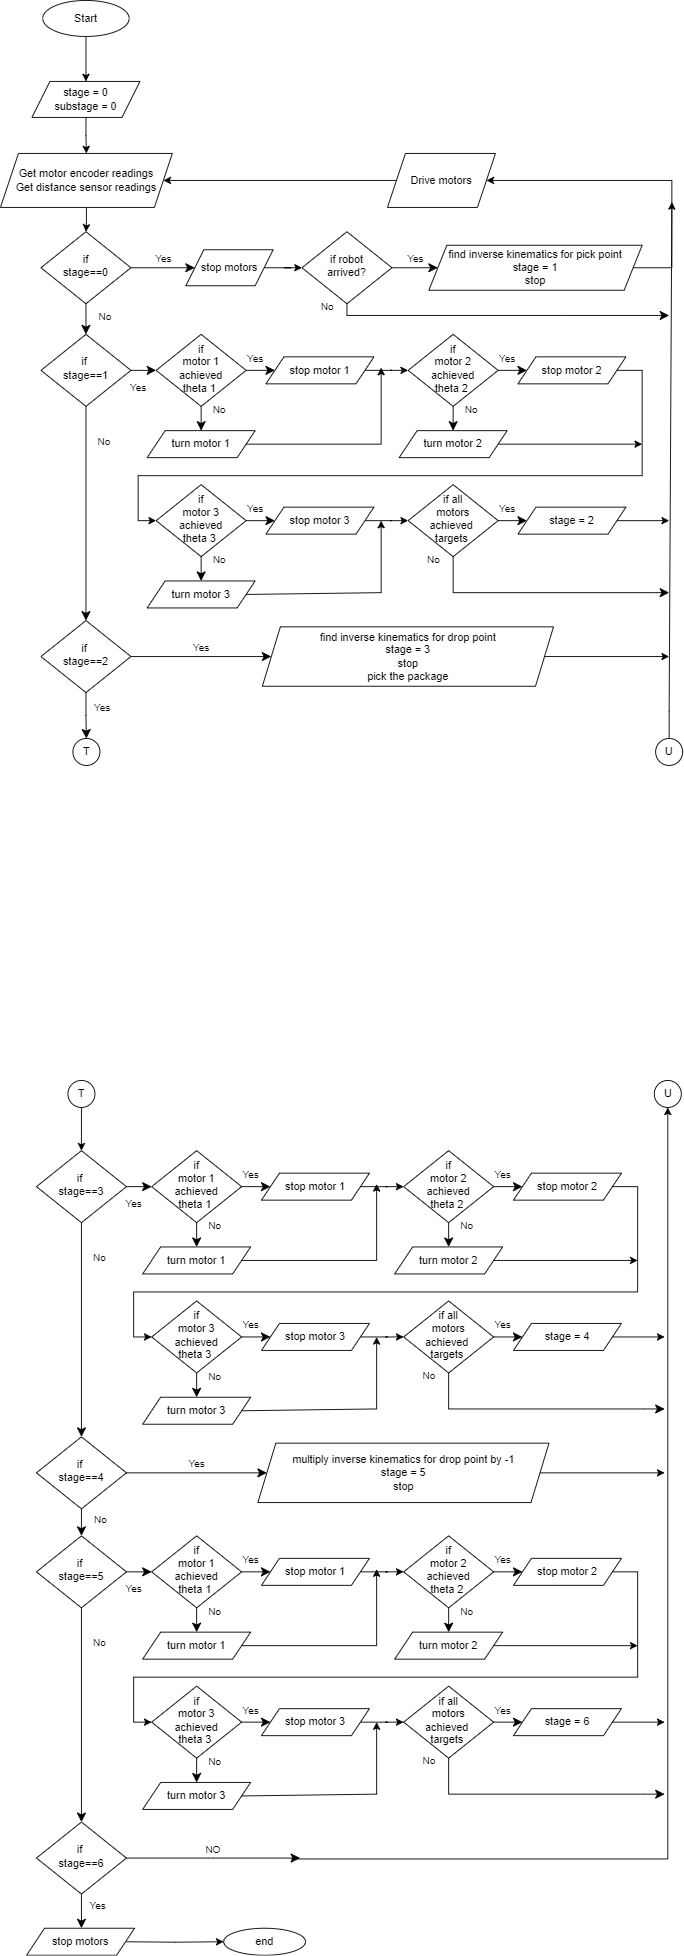 Start
stage = 0
substage = 0
Get motor encoder readings
Get distance sensor readings
Drive motors
if
stage==0
Yes
stop motors
if robot
arrived?
Yes
find inverse kinematics for pick point
stage = 1
stop
No
No
if
stage==1
Yes
if
motor 1
achieved
theta 1
Yes
stop motor 1
if
motor 2
achieved
theta 2
Yes
stop motor 2
No
turn motor 1
No
turn motor 2
No
if
motor 3
achieved
theta 3
Yes
stop motor 3
if all
motors
achieved
targets
Yes
stage = 2
No
turn motor 3
No
if
stage==2
Yes
find inverse kinematics for drop point
stage = 3
stop
pick the package
Yes
T
U
T
U
if
stage==3
Yes
if
motor 1
achieved
theta 1
Yes
stop motor 1
if
motor 2
achieved
theta 2
Yes
stop motor 2
No
turn motor 1
No
turn motor 2
No
if
motor 3
achieved
theta 3
Yes
stop motor 3
if all
motors
achieved
targets
Yes
stage = 4
No
turn motor 3
No
if
stage==4
Yes
multiply inverse kinematics for drop point by -1
stage = 5
stop
No
if
stage==5
Yes
if
motor 1
achieved
theta 1
Yes
stop motor 1
if
motor 2
achieved
theta 2
Yes
stop motor 2
No
turn motor 1
No
turn motor 2
No
if
motor 3
achieved
theta 3
Yes
stop motor 3
if all
motors
achieved
targets
Yes
stage = 6
No
turn motor 3
No
if
stage==6
NO
Yes
stop motors
end